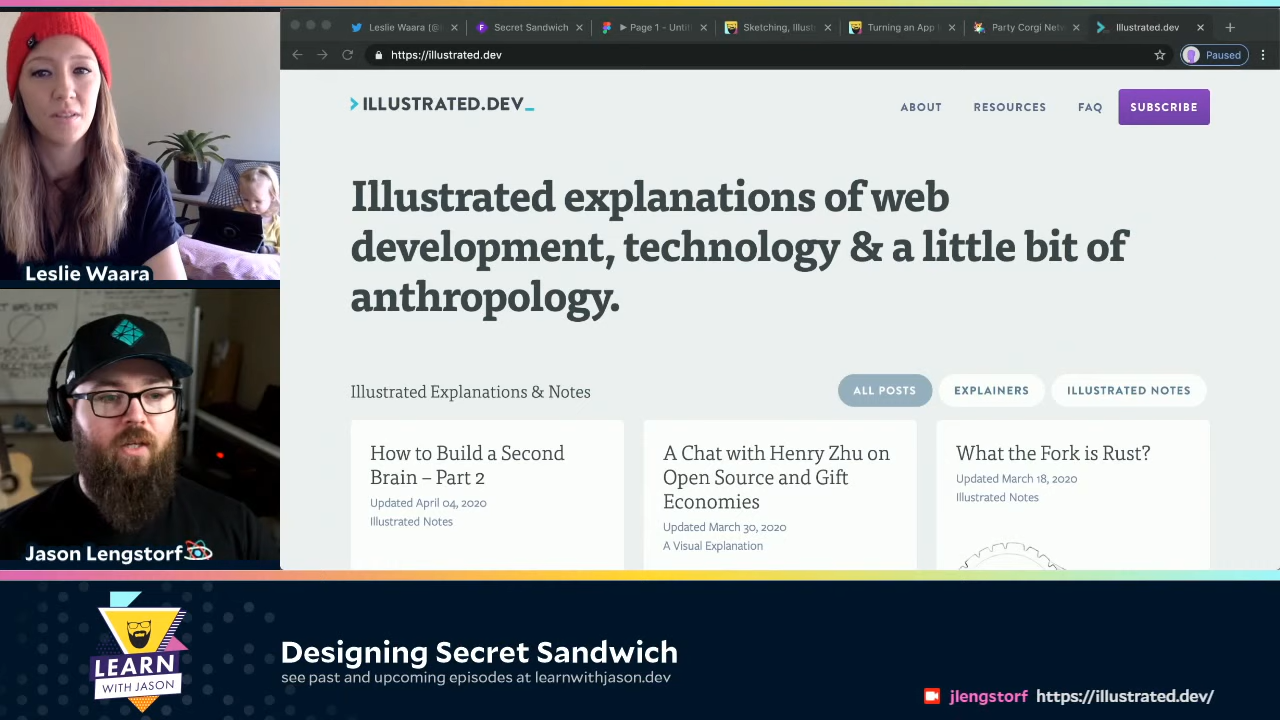 Leslie Waara (@
Secret Sandwich
Page 1 – Untit
Sketching, Illust
Turning an App I
Party Corgi Netw
Illustrated.dev
https://illustrated.dev
Paused
ILLUSTRATED.DEV_
ABOUT
RESOURCES
FAQ
SUBSCRIBE
Illustrated explanations of web
development, technology & a little bit of
anthropology.
Illustrated Explanations & Notes
ALL POSTS
EXPLAINERS
ILLUSTRATED NOTES
How to Build a Second
Brain – Part 2
Updated April 04, 2020
Illustrated Notes
A Chat with Henry Zhu on
Open Source and Gift
Economies
Updated March 30, 2020
A Visual Explanation
What the Fork is Rust?
Updated March 18, 2020
Illustrated Notes
Leslie Waara
Jason Lengstorf
LEARN
WITH JASON
Designing Secret Sandwich
see past and upcoming episodes at learnwithjason.dev
jlengstorf https://illustrated.dev/